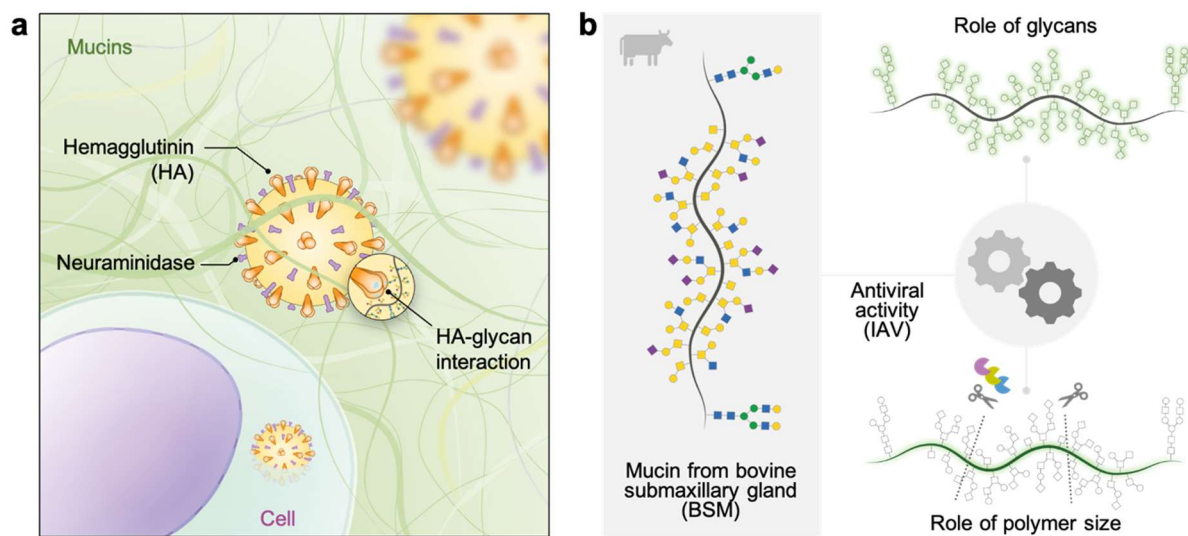 a
Mucins
Hemagglutinin
(HA)
Neuraminidase
HA-glycan
interaction
Cell
b
Mucin from bovine
submaxillary gland
(BSM)
Role of glycans
Antiviral
activity
(IAV)
Role of polymer size